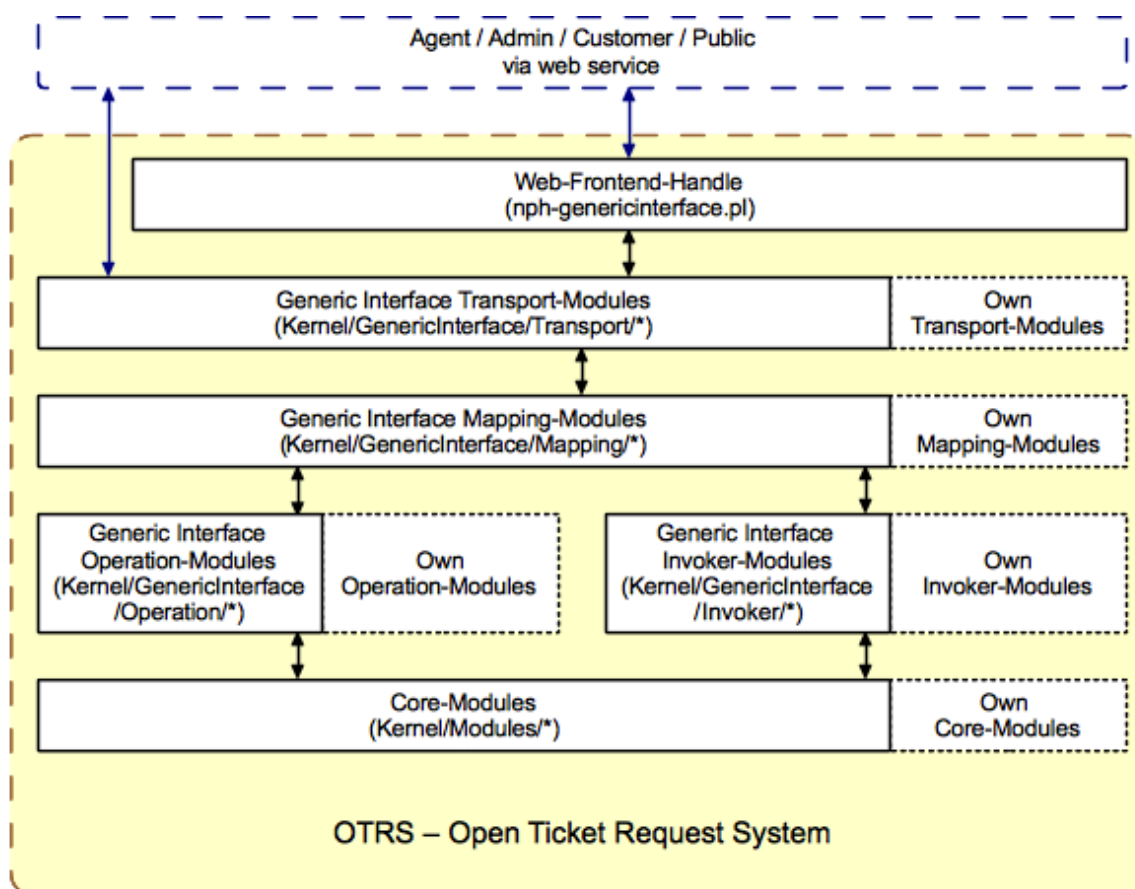 Agent / Admin / Customer / Public
via web service
Web-Frontend-Handle
(nph-genericinterface.pl)
Generic Interface Transport-Modules
(Kernel/GenericInterface/Transport/*)
Own
Transport-Modules
Generic Interface Mapping-Modules
(Kernel/GenericInterface/Mapping/*)
Own
Mapping-Modules
Generic Interface
Operation-Modules
(Kernel/GenericInterface
/Operation/*)
Own
Operation-Modules
Generic Interface
Invoker-Modules
(Kernel/GenericInterface
/Invoker/*)
Own
Invoker-Modules
Core-Modules
(Kernel/Modules/*)
Own
Core-Modules
OTRS – Open Ticket Request System